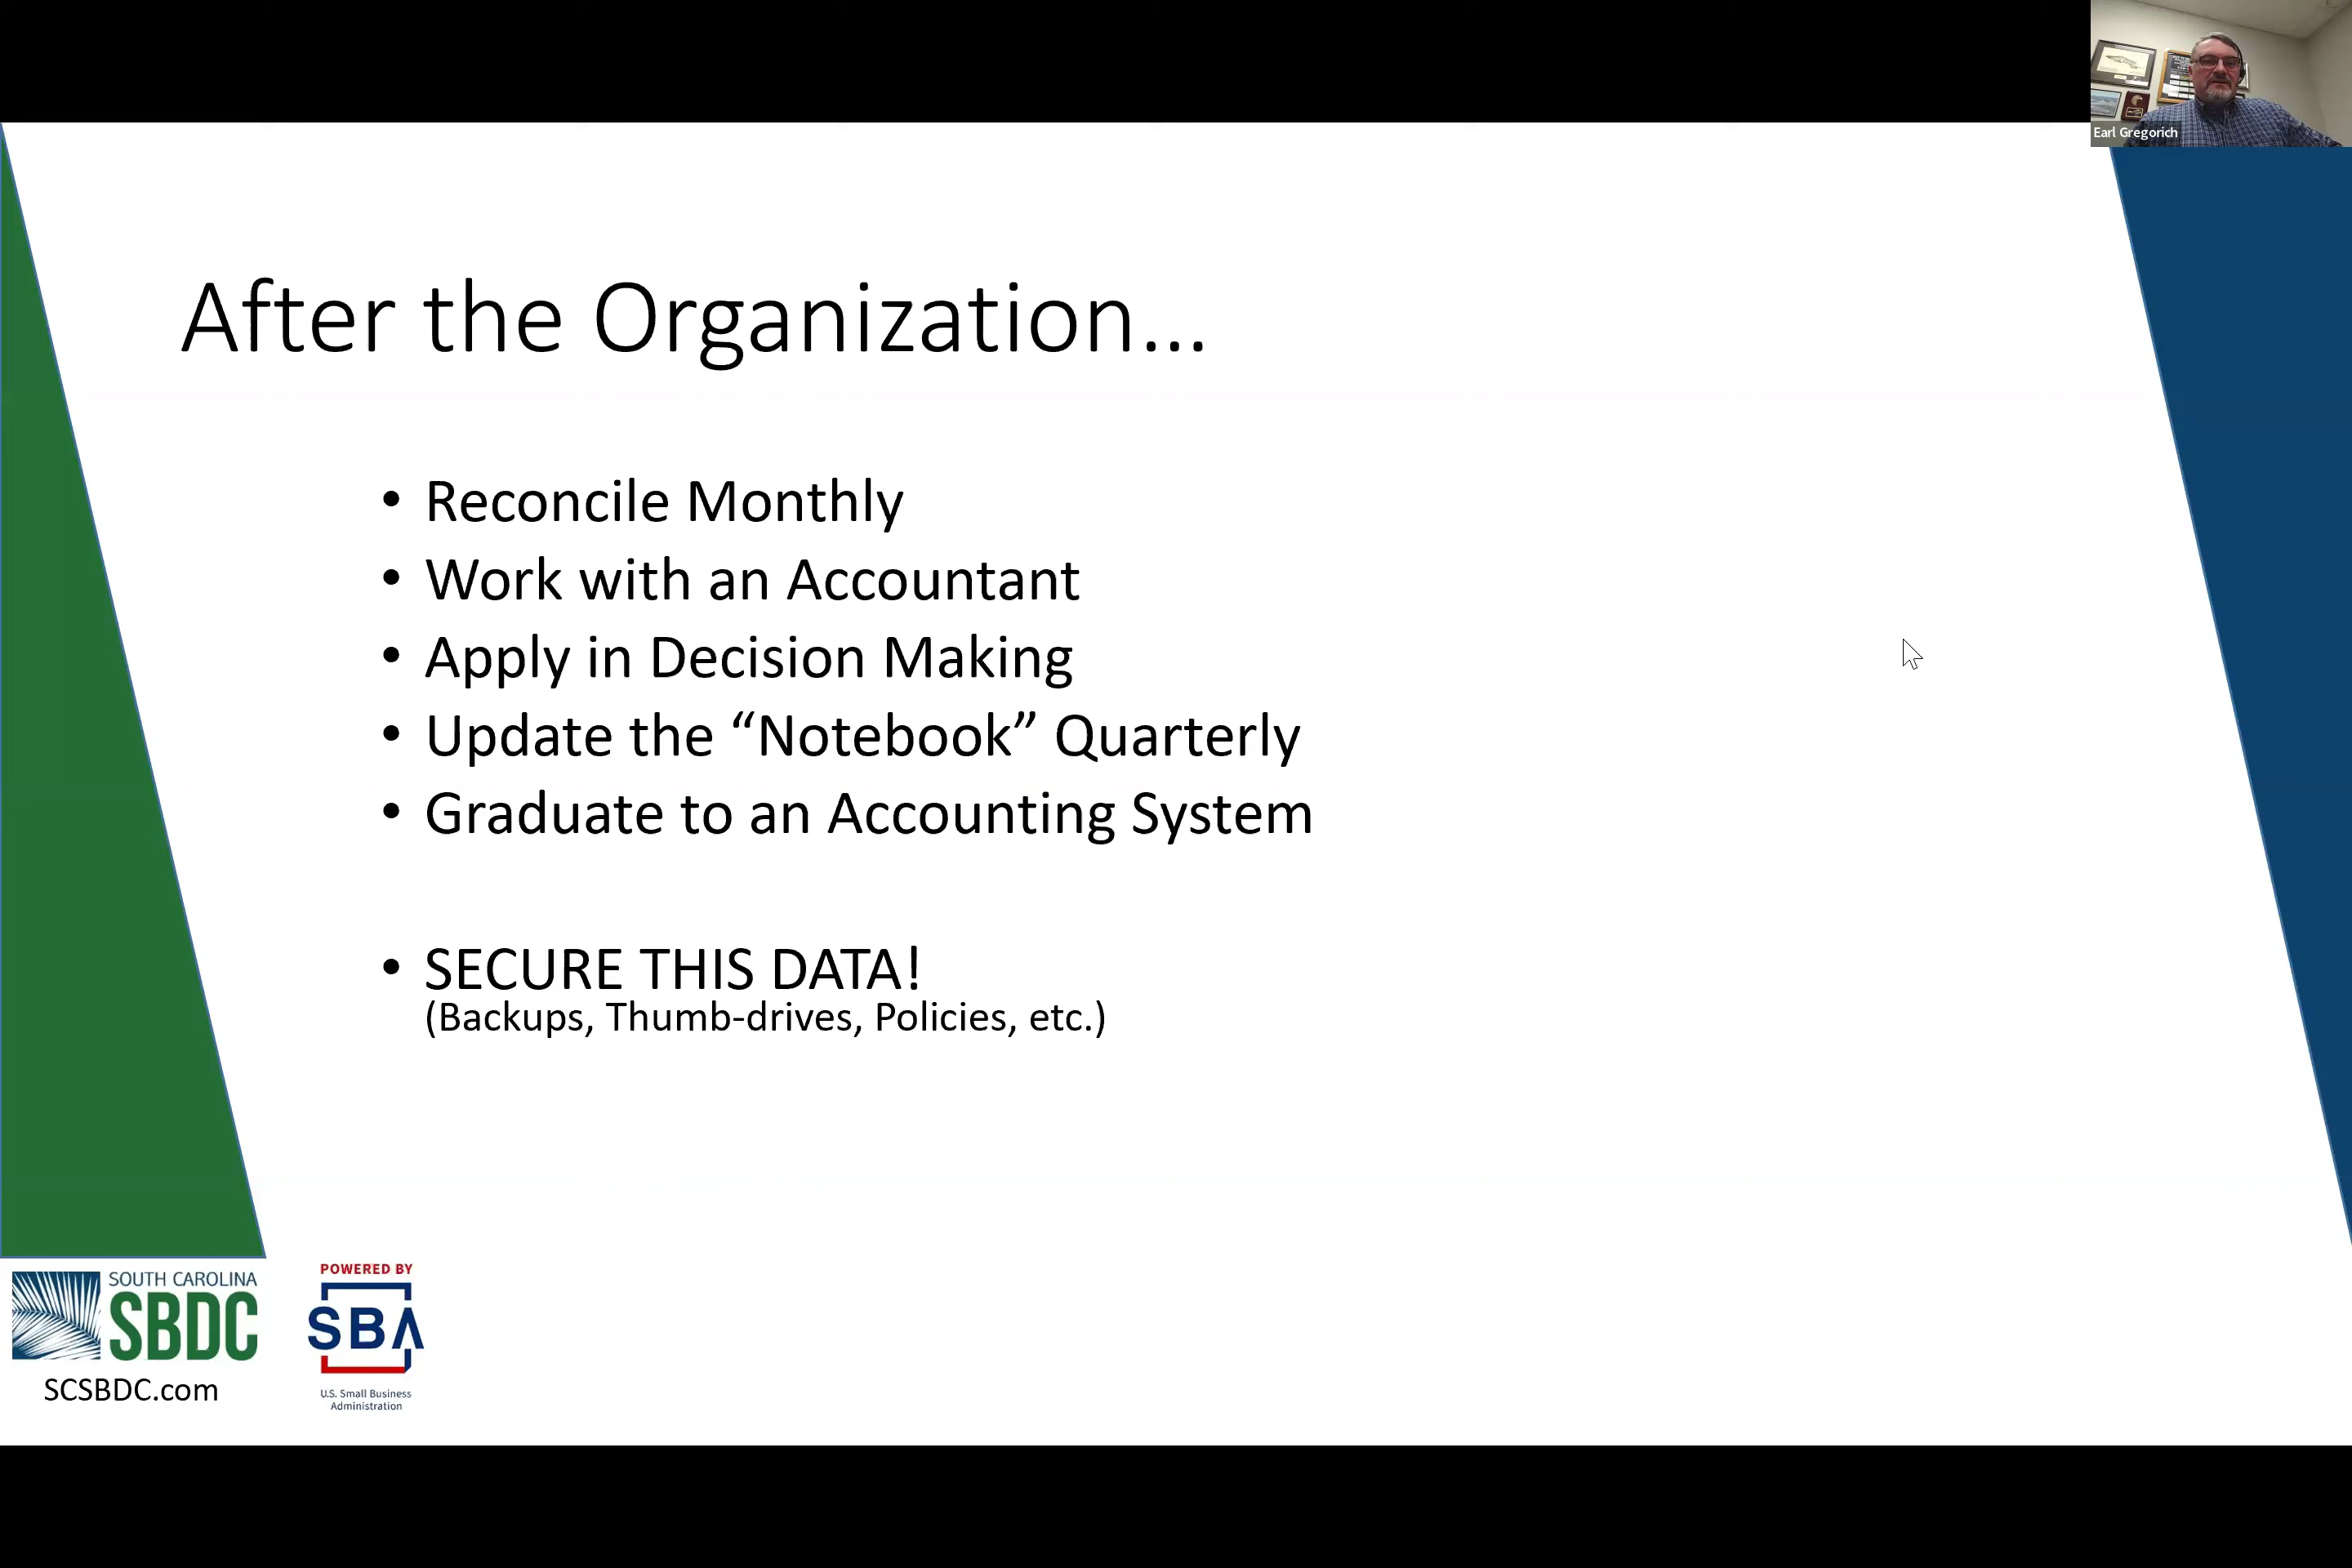 Earl Gregorich
After the Organization...
• Reconcile Monthly
• Work with an Accountant
• Apply in Decision Making
• Update the “Notebook” Quarterly
• Graduate to an Accounting System
• SECURE THIS DATA!
(Backups, Thumb-drives, Policies, etc.)
SOUTH CAROLINA
SBDC
SCSBDC.com
POWERED BY
SBA
U.S. Small Business
Administration